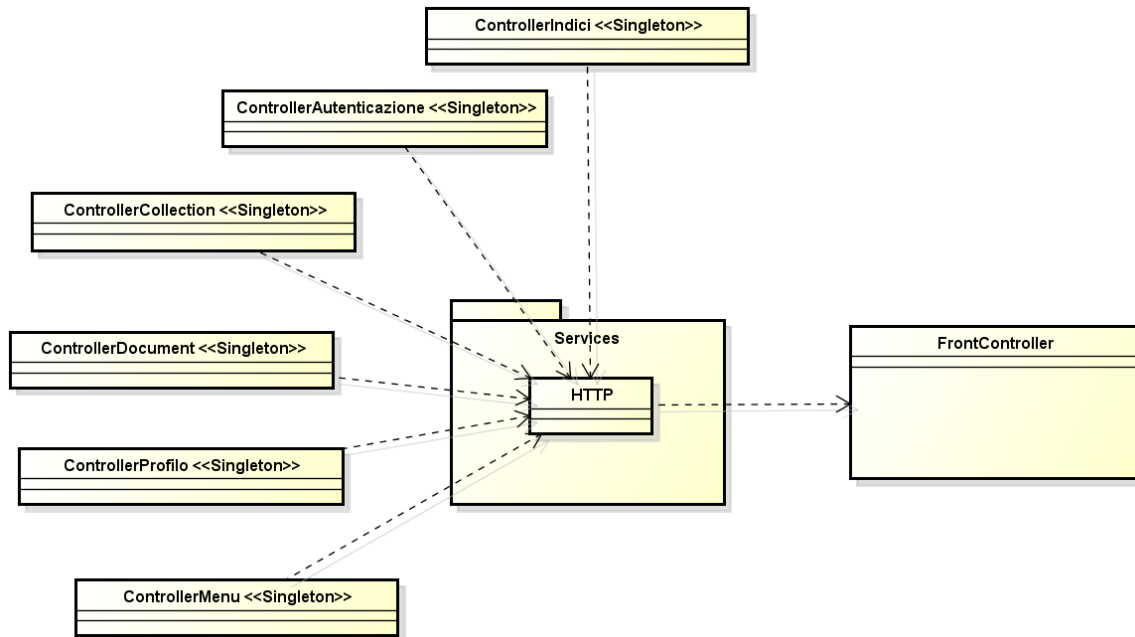 ControllerIndici <<Singleton>>
ControllerAutenticazione <<Singleton>>
ControllerCollection <<Singleton>>
ControllerDocument <<Singleton>>
ControllerProfilo <<Singleton>>
ControllerMenu <<Singleton>>
Services
HTTP
FrontController